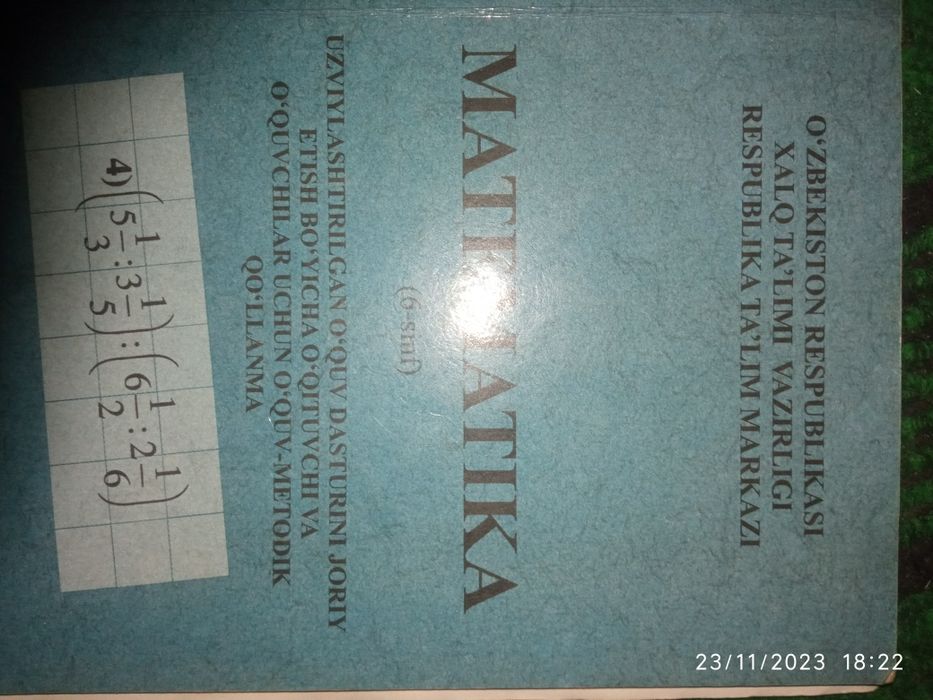 O‘ZBEKISTON RESPUBLIKASI
XALQ TA’LIMI VAZIRLIGI
RESPUBLIKA TA’LIM MARKAZI
MATEMATIKA
(6-sinf)
UZVIYLASHTIRILGAN O‘QUV DASTURINI JORIY
ETISH BO‘YICHA O‘QITUVCHI VA
O‘QUVCHILAR UCHUN O‘QUV-METODIK
QO‘LLANMA
4) (5 1/3 : 3 1/5) : (6 1/2 : 2 1/6)
23/11/2023 18:22